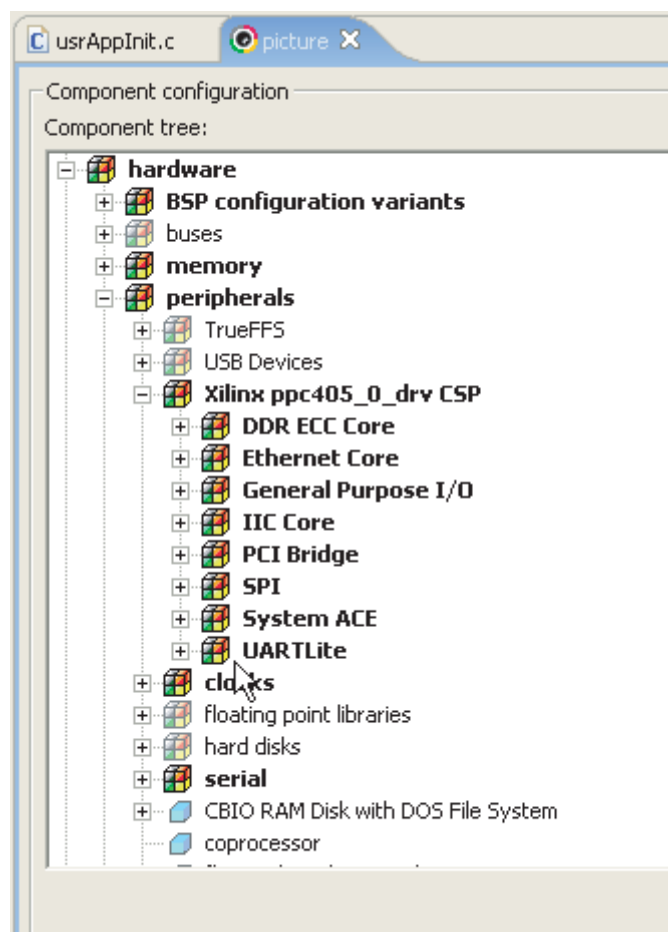 usrAppInit.c picture
Component configuration
Component tree:
hardware
BSP configuration variants
buses
memory
peripherals
TrueFFS
USB Devices
Xilinx ppc405_0_drv CSP
DDR ECC Core
Ethernet Core
General Purpose I/O
IIC Core
PCI Bridge
SPI
System ACE
UARTLite
clocks
floating point libraries
hard disks
serial
CBIO RAM Disk with DOS File System
coprocessor